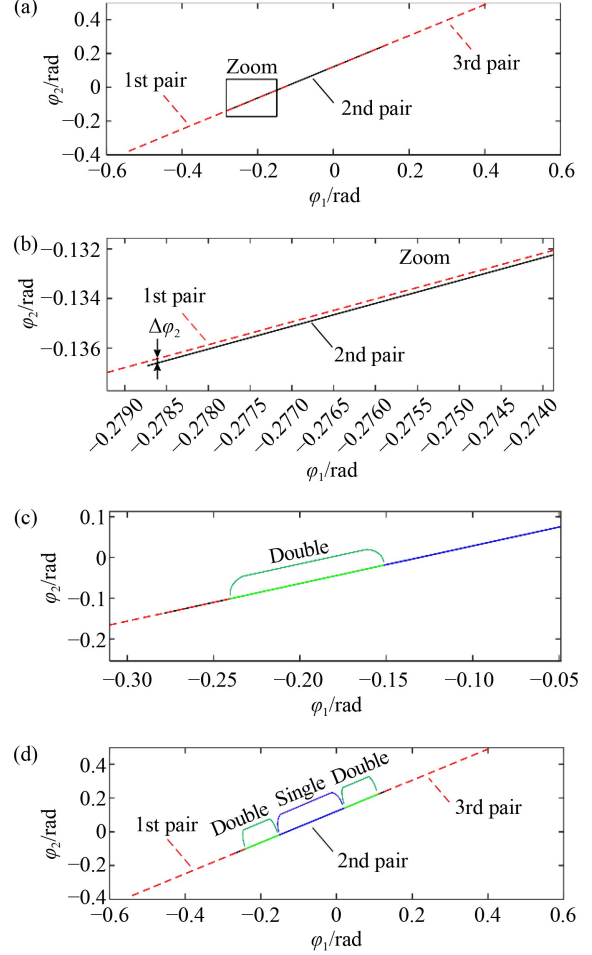 (a)
0.4
0.2
0
−0.2
−0.4
φ2/rad
1st pair
Zoom
2nd pair
3rd pair
−0.6 −0.4 −0.2 0 0.2 0.4 0.6
φ1/rad
(b)
−0.132
−0.134
−0.136
φ2/rad
Zoom
1st pair
Δφ2
2nd pair
−0.2790 −0.2785 −0.2780 −0.2775 −0.2770 −0.2765 −0.2760 −0.2755 −0.2750 −0.2745 −0.2740
φ1/rad
(c)
0.1
0
−0.1
−0.2
φ2/rad
Double
−0.30 −0.25 −0.20 −0.15 −0.10 −0.05
φ1/rad
(d)
0.4
0.2
0
−0.2
−0.4
φ2/rad
1st pair
Double
Single
Double
2nd pair
3rd pair
−0.6 −0.4 −0.2 0 0.2 0.4 0.6
φ1/rad